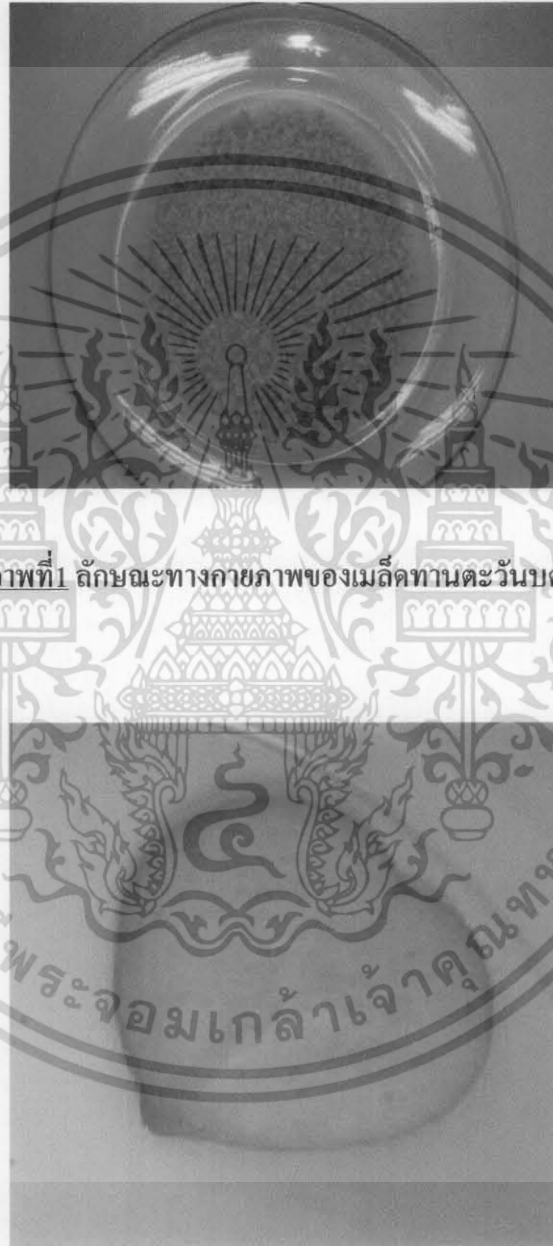 าพที่1 ลักษณะทางกายภาพของเมล็ดทานตะวันบด
๔
พระจอมเกล้าเจ้าคุณท